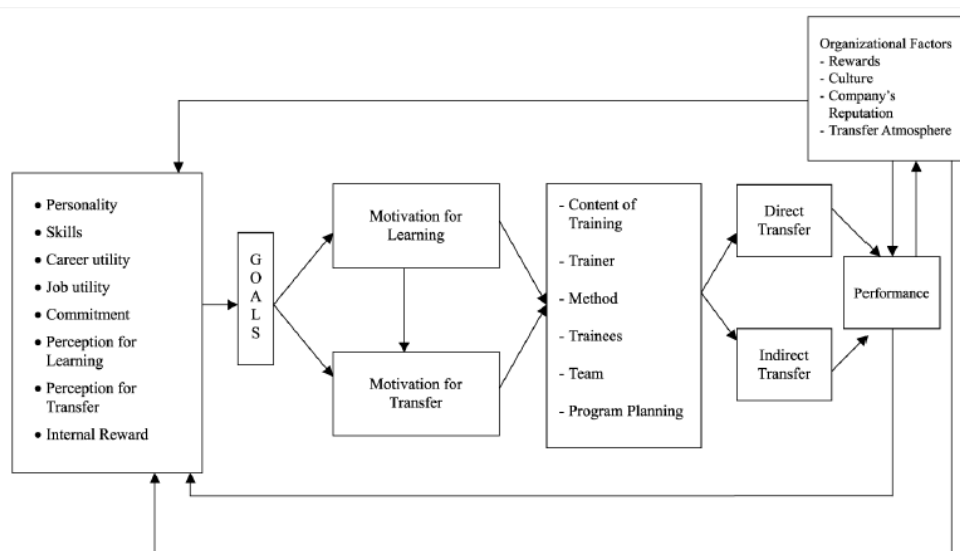 Organizational Factors
- Rewards
- Culture
- Company's
Reputation
- Transfer Atmosphere
• Personality
• Skills
• Career utility
• Job utility
• Commitment
• Perception for
Learning
• Perception for
Transfer
• Internal Reward
G
O
A
L
S
Motivation for
Learning
Motivation for
Transfer
- Content of
Training
- Trainer
- Method
- Trainees
- Team
- Program Planning
Direct
Transfer
Indirect
Transfer
Performance